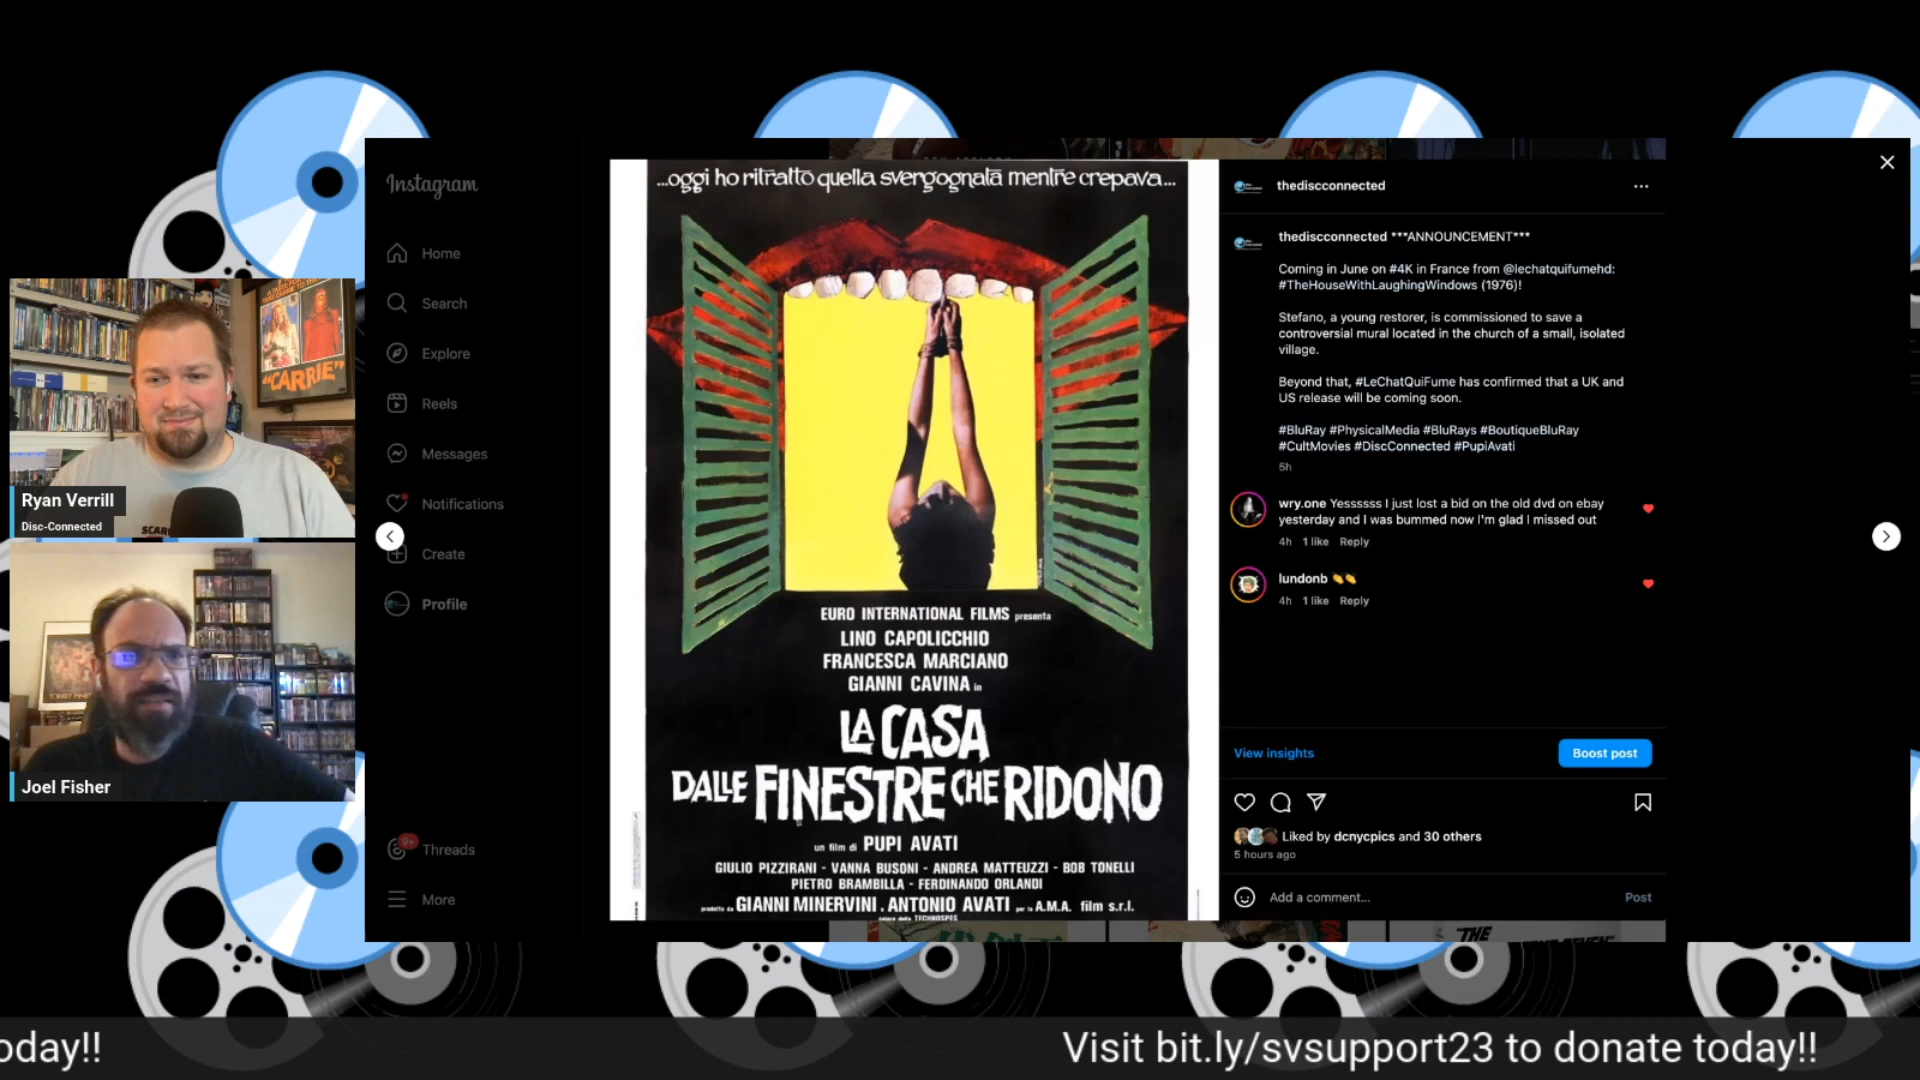 Instagram
Home
Search
Explore
Reels
Messages
Notifications
Create
Profile
9+
Threads
More
"CARRIE"
Ryan Verrill
Disc-Connected
Joel Fisher
...oggi ho ritratto quella svergognata mentre crepava...
EURO INTERNATIONAL FILMS presenta
LINO CAPOLICCHIO
FRANCESCA MARCIANO
GIANNI CAVINA in
LA CASA
DALLE FINESTRE CHE RIDONO
un film di PUPI AVATI
GIULIO PIZZIRANI - VANNA BUSONI - ANDREA MATTEUZZI - BOB TONELLI
PIETRO BRAMBILLA - FERDINANDO ORLANDI
prodotto da GIANNI MINERVINI. ANTONIO AVATI per la A.M.A. film s.r.l.
thediscconnected
thediscconnected ***ANNOUNCEMENT***
Coming in June on #4K in France from @lechatquifumehd:
#TheHouseWithLaughingWindows (1976)!
Stefano, a young restorer, is commissioned to save a
controversial mural located in the church of a small, isolated
village.
Beyond that, #LeChatQuiFume has confirmed that a UK and
US release will be coming soon.
#BluRay #PhysicalMedia #BluRays #BoutiqueBluRay
#CultMovies #DiscConnected #PupiAvati
5h
wry.one Yessssss I just lost a bid on the old dvd on ebay
yesterday and I was bummed now I'm glad I missed out
4h 1 like Reply
lundonb 👏👏
4h 1 like Reply
View insights
Boost post
Liked by dcnycpics and 30 others
5 hours ago
Add a comment...
Post
THE
oday!!
Visit bit.ly/svsupport23 to donate today!!